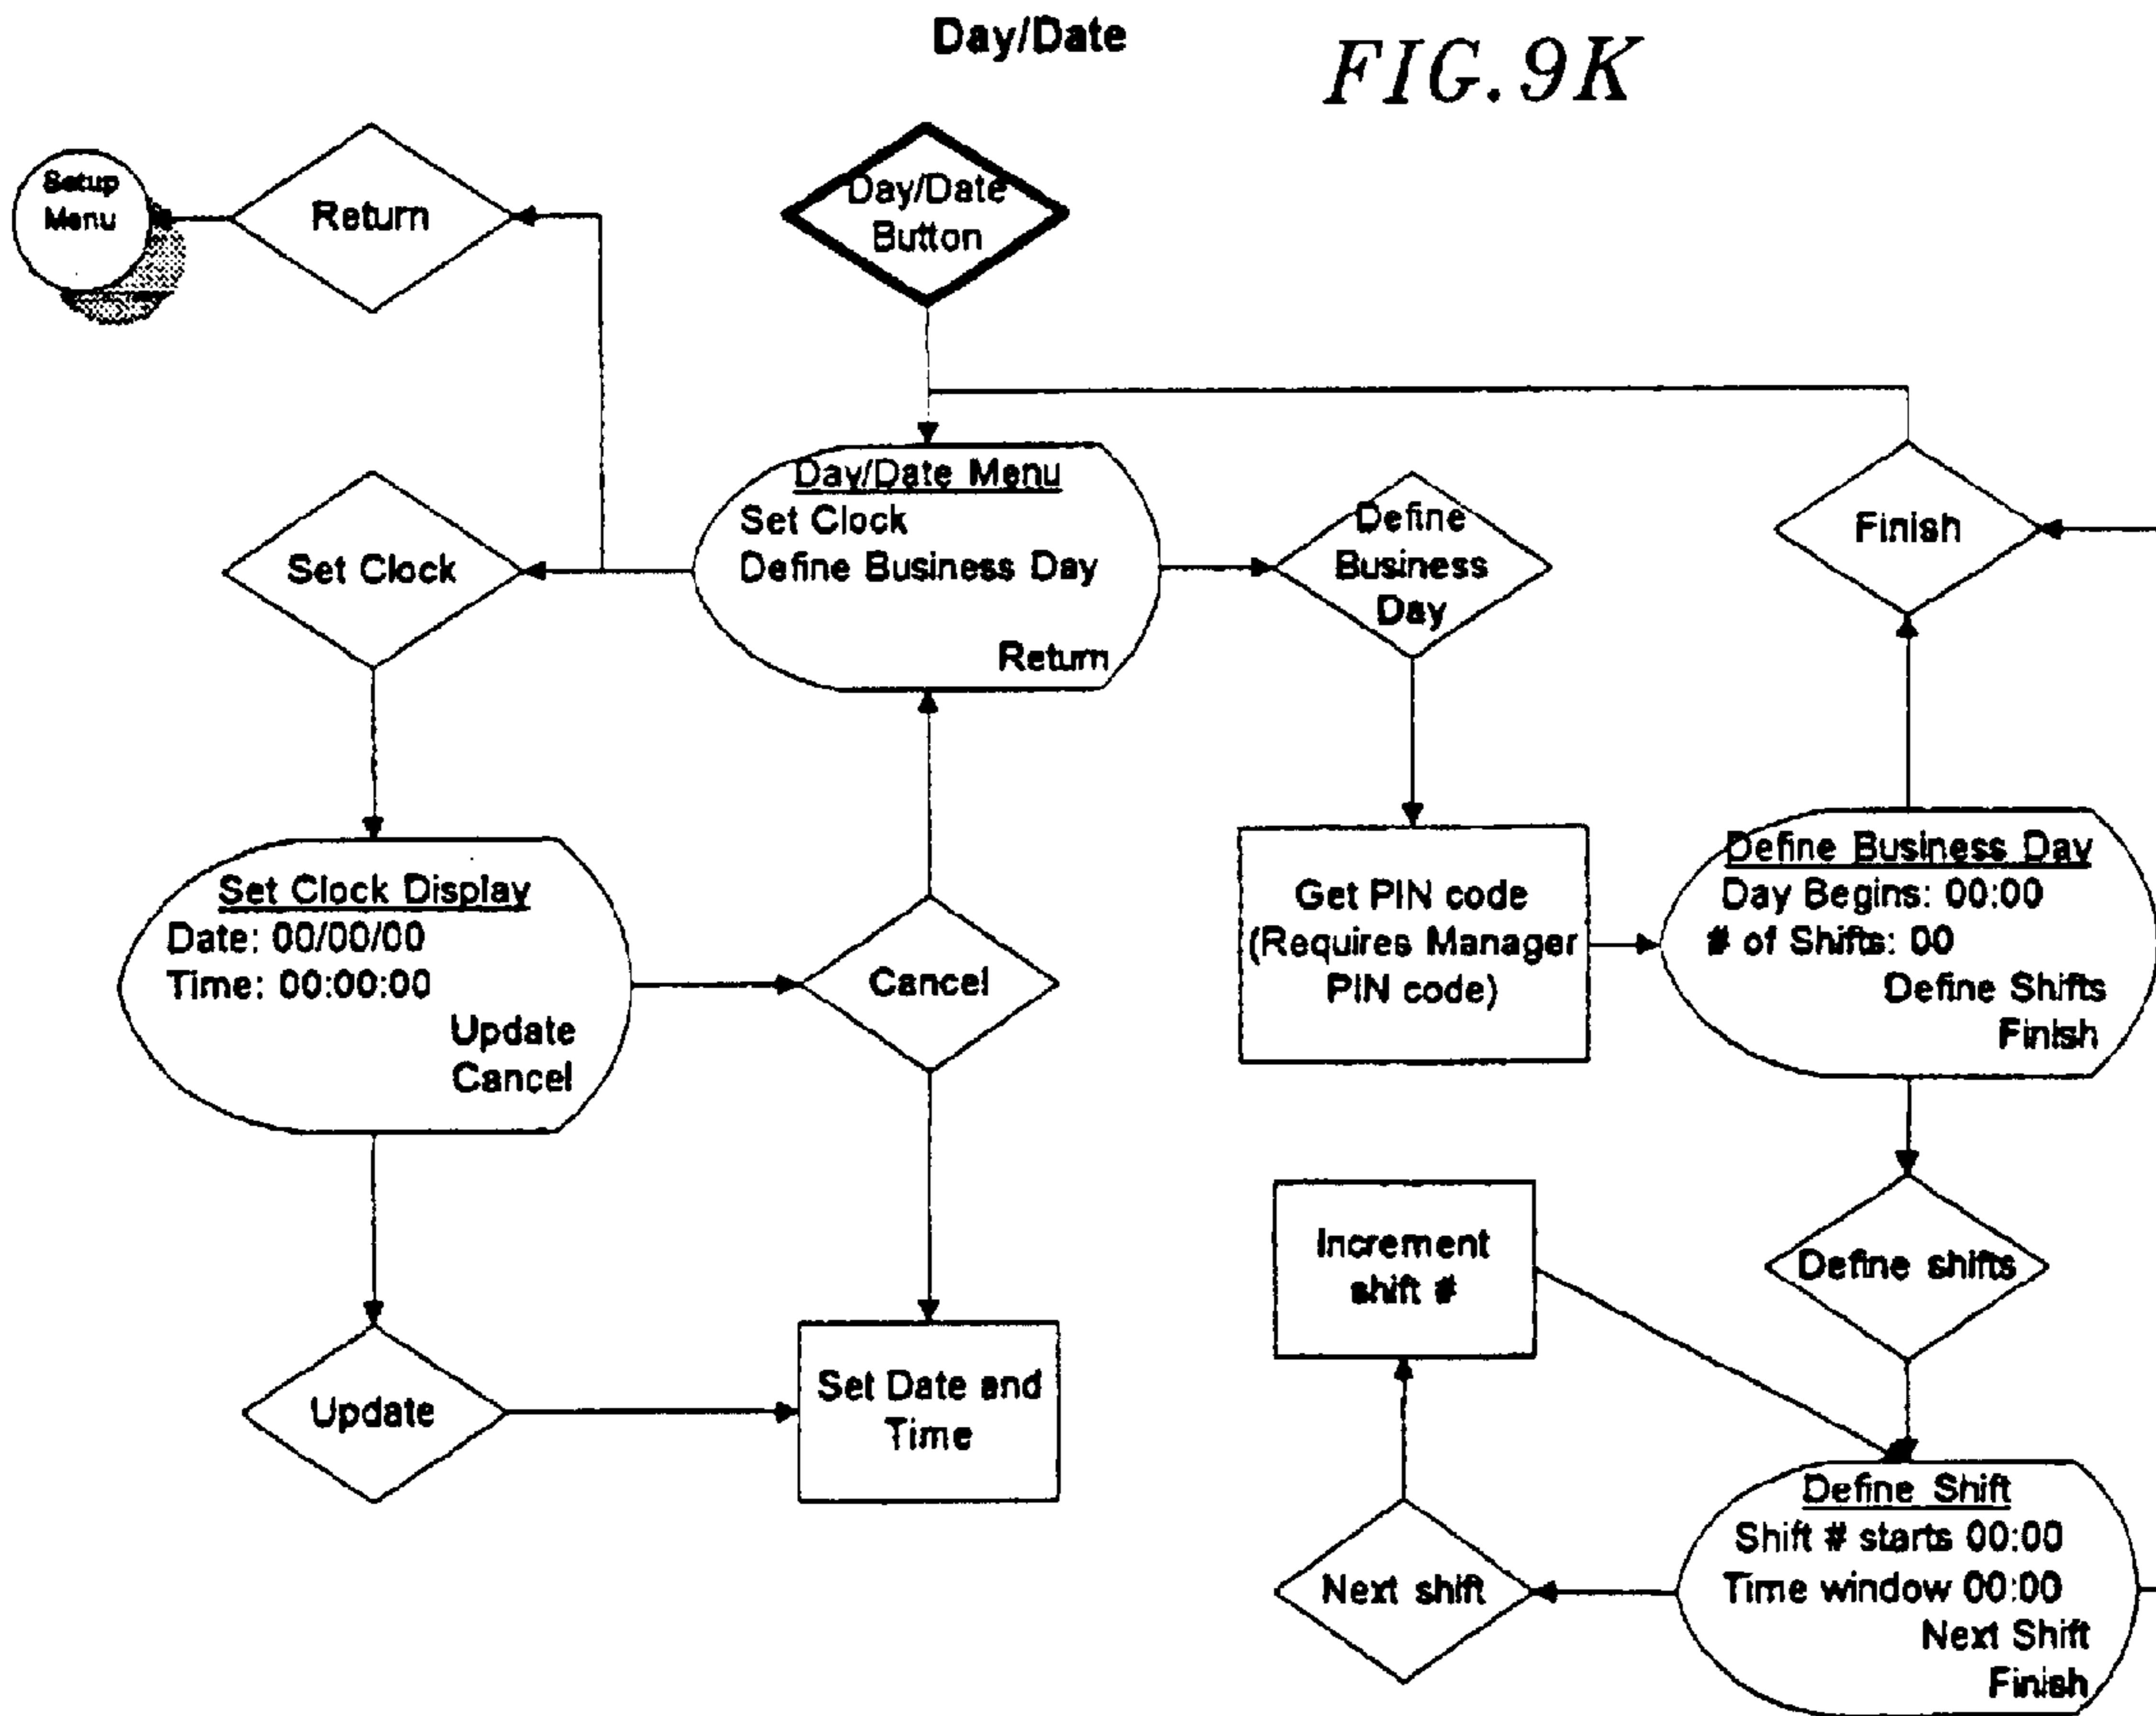 Day/Date
FIG. 9K
Setup
Menu
Return
Day/Date
Button
Set Clock
Day/Date Menu
Set Clock
Define Business Day
Return
Define
Business
Day
Finish
Set Clock Display
Date: 00/00/00
Time: 00:00:00
Update
Cancel
Cancel
Get PIN code
(Requires Manager
PIN code)
Define Business Day
Day Begins: 00:00
# of Shifts: 00
Define Shifts
Finish
Increment
shift #
Define shifts
Update
Set Date and
Time
Next shift
Define Shift
Shift # starts 00:00
Time window 00:00
Next Shift
Finish